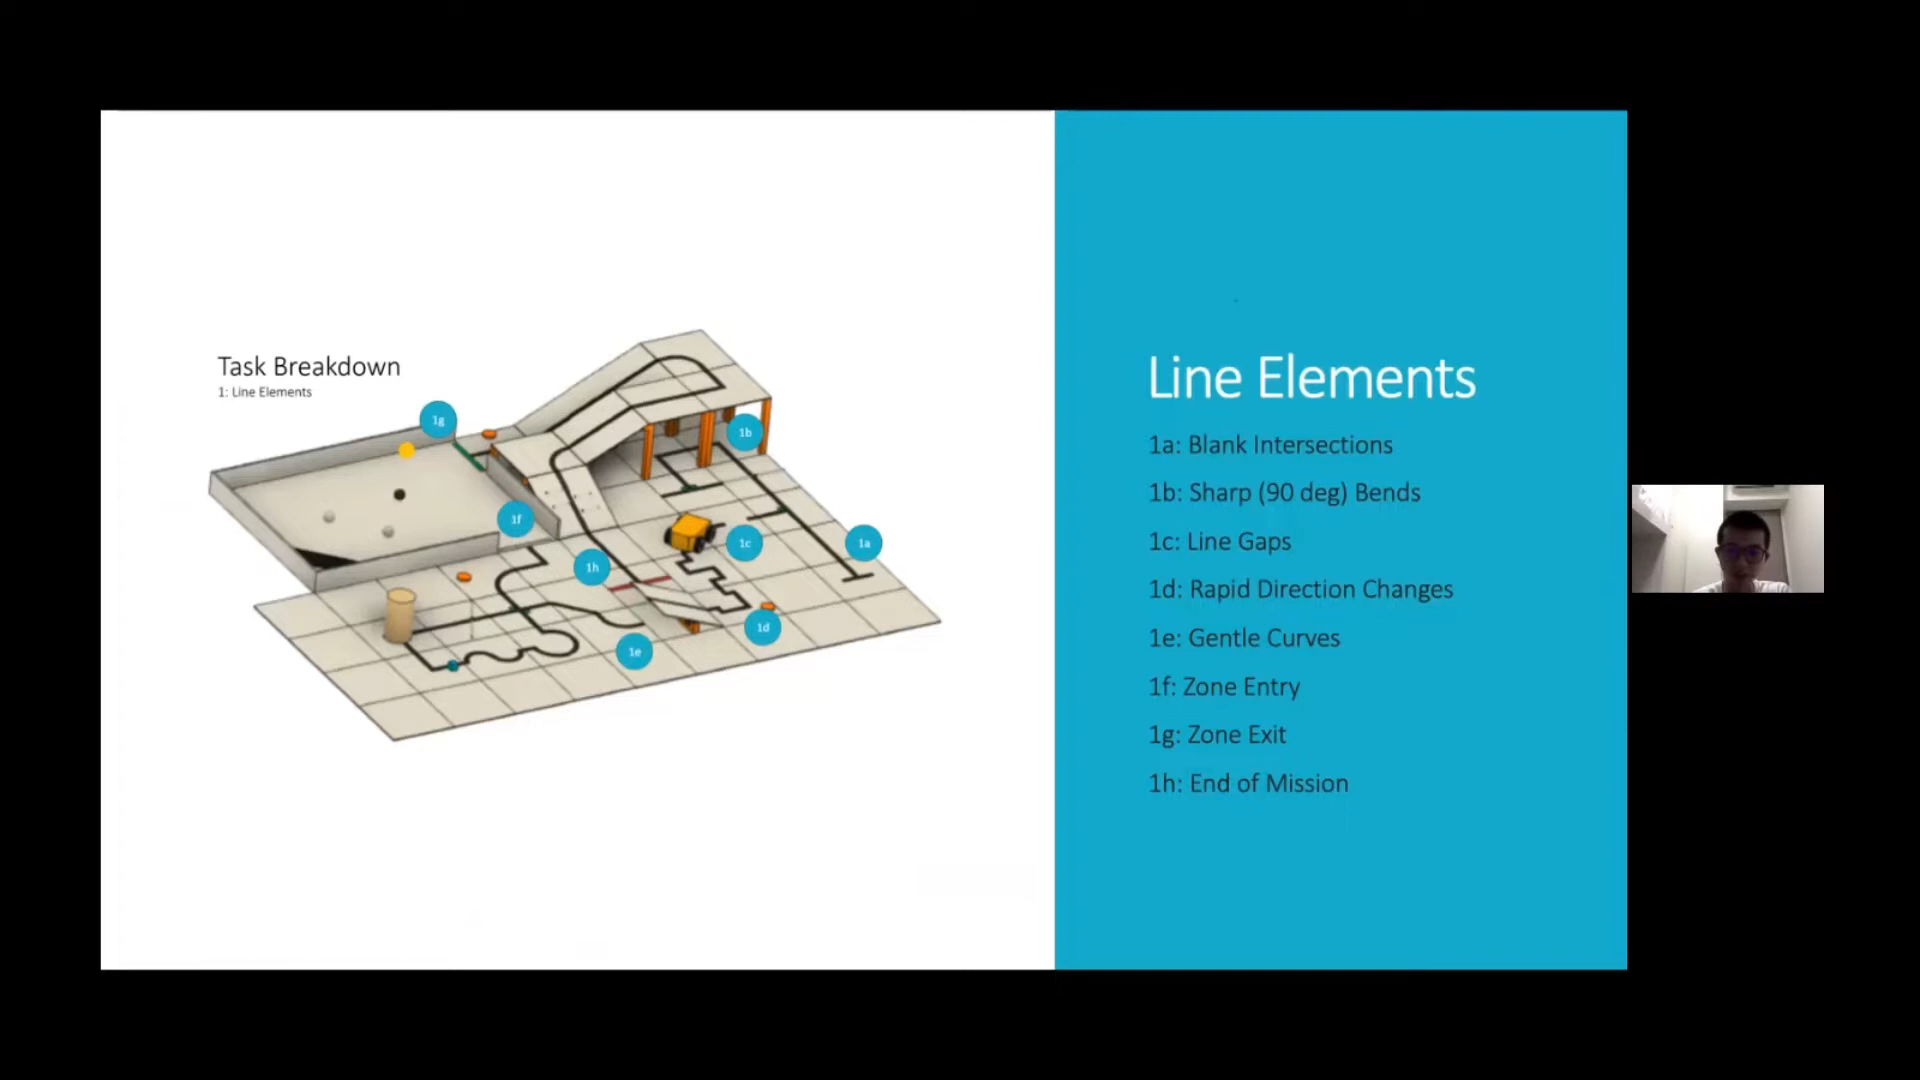 Task Breakdown
1: Line Elements
1g
1b
1f
1c
1a
1h
1d
1e
Line Elements
1a: Blank Intersections
1b: Sharp (90 deg) Bends
1c: Line Gaps
1d: Rapid Direction Changes
1e: Gentle Curves
1f: Zone Entry
1g: Zone Exit
1h: End of Mission